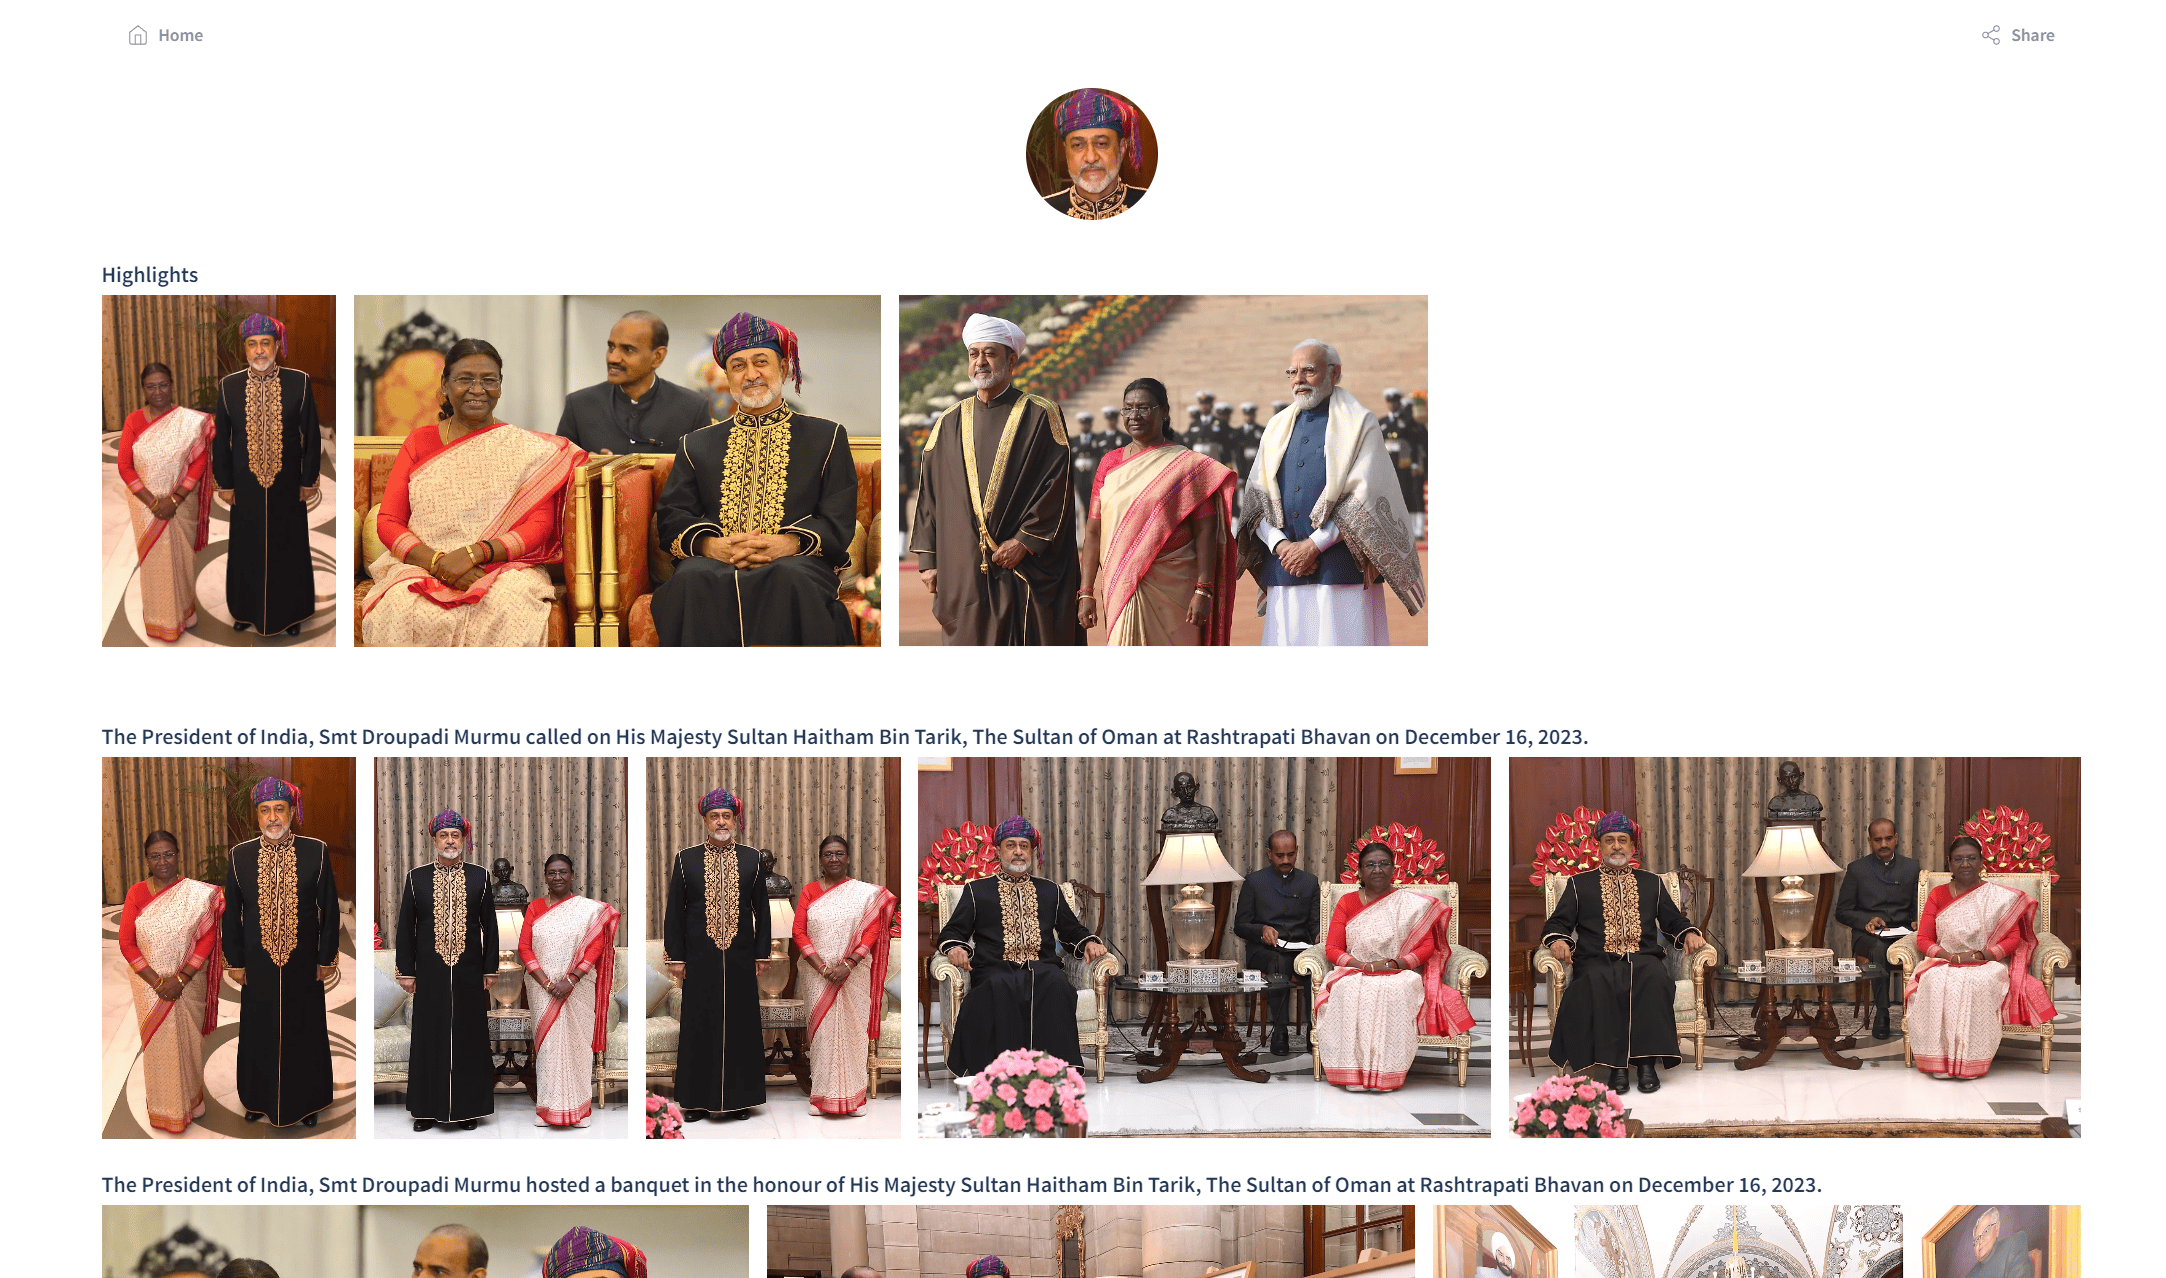 Home
Share
Highlights
The President of India, Smt Droupadi Murmu called on His Majesty Sultan Haitham Bin Tarik, The Sultan of Oman at Rashtrapati Bhavan on December 16, 2023.
The President of India, Smt Droupadi Murmu hosted a banquet in the honour of His Majesty Sultan Haitham Bin Tarik, The Sultan of Oman at Rashtrapati Bhavan on December 16, 2023.